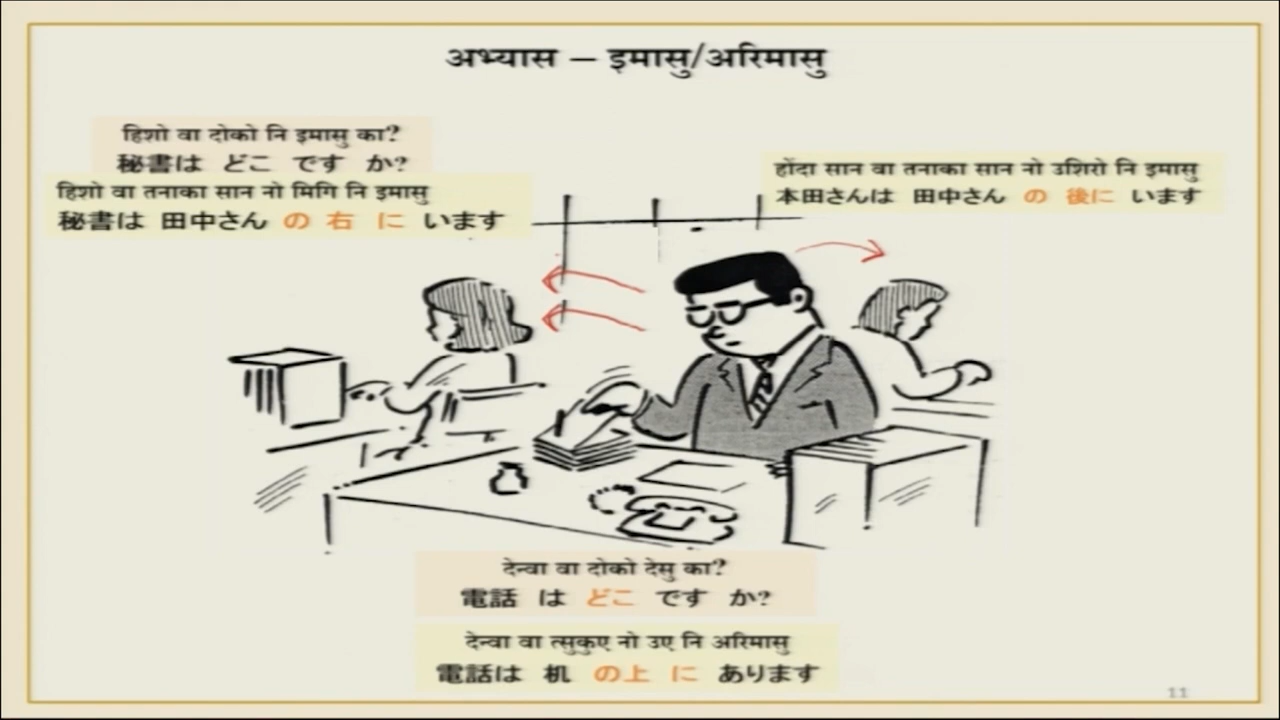 अभ्यास – इमासु/अरिमासु
हिशो वा दोको नि इमासु का?
秘書は どこ です か?
हिशो वा तनाका सान नो मिगि नि इमासु
秘書は 田中さん の 右 に います
होंदा सान वा तनाका सान नो उशिरो नि इमासु
本田さんは 田中さん の 後に います
देन्वा वा दोको देसु का?
電話 は どこ です か?
देन्वा वा त्सुकुए नो उए नि अरिमासु
電話は 机 の上 に あります
11